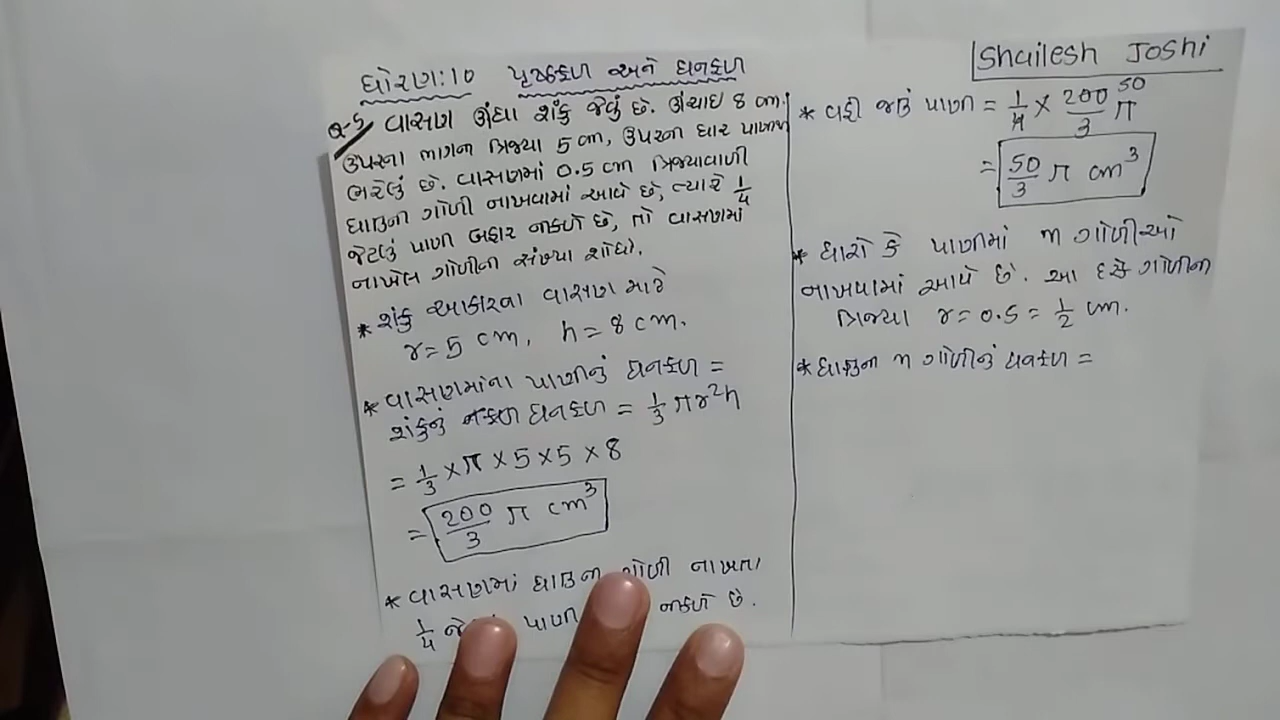 ધોરણ:10 પૃષ્ઠફળ અને ઘનફળ
Shailesh Joshi
Q-5 વાસણ ઊંધા શંકુ જેવું છે. ઊંચાઇ 8 cm.
ઉપરના ભાગના ત્રિજ્યા 5 cm, ઉપરના ધાર પાણી
ભરેલું છે. વાસણમાં 0.5 cm ત્રિજ્યાવાળી
ધાતુની ગોળી નાખવામાં આવે છે, ત્યારે 1/4
જેટલું પાણી બહાર નીકળે છે, તો વાસણમાં
નાખેલ ગોળીની સંખ્યા શોધો.
* શંકુ આકારના વાસણ માટે
r = 5 cm, h = 8 cm.
* વાસણમાંના પાણીનું ઘનફળ =
શંકુનું ઘનફળ = 1/3 πr²h
= 1/3 × π × 5 × 5 × 8
= 200/3 π cm³
* વાસણમાં ધાતુની ગોળી નાખતા
1/4 પાણી નીકળે છે.
* વહી જતું પાણી = 1/4 × 200/3 π 50
= 50/3 π cm³
* ધારો કે પાણીમાં n ગોળીઓ
નાખવામાં આવે છે. આ દરેક ગોળીની
ત્રિજ્યા r = 0.5 = 1/2 cm.
* ધાતુના n ગોળીનું ઘનફળ =